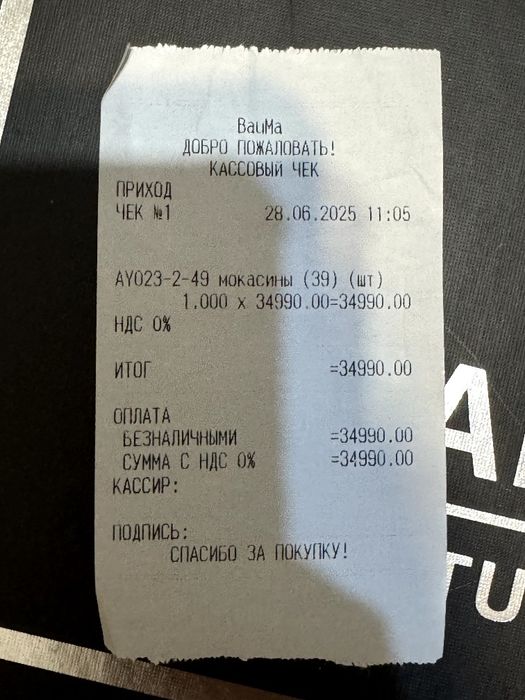 BauMa
ДОБРО ПОЖАЛОВАТЬ!
КАССОВЫЙ ЧЕК
ПРИХОД
ЧЕК №1 28.06.2025 11:05
AY023-2-49 мокасины (39) (шт)
1.000 x 34990.00=34990.00
НДС 0%
ИТОГ =34990.00
ОПЛАТА
БЕЗНАЛИЧНЫМИ =34990.00
СУММА С НДС 0% =34990.00
КАССИР:
ПОДПИСЬ:
СПАСИБО ЗА ПОКУПКУ!
TU